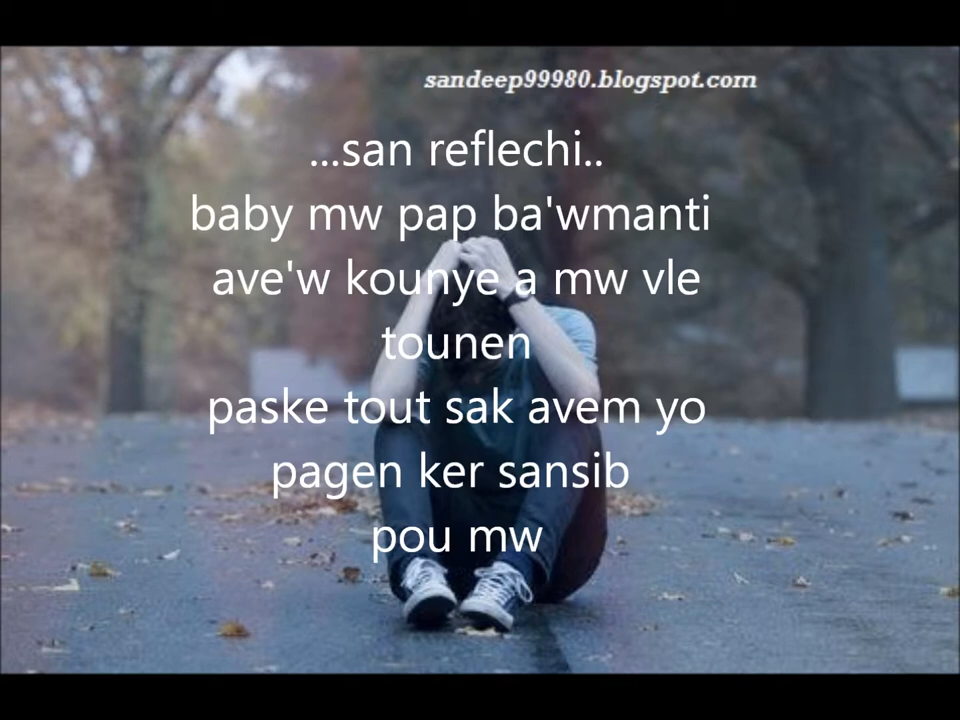 sandeep99980.blogspot.com
...san reflechi..
baby mw pap ba'wmanti
ave'w kounye a mw vle
tounen
paske tout sak avem yo
pagen ker sansib
pou mw